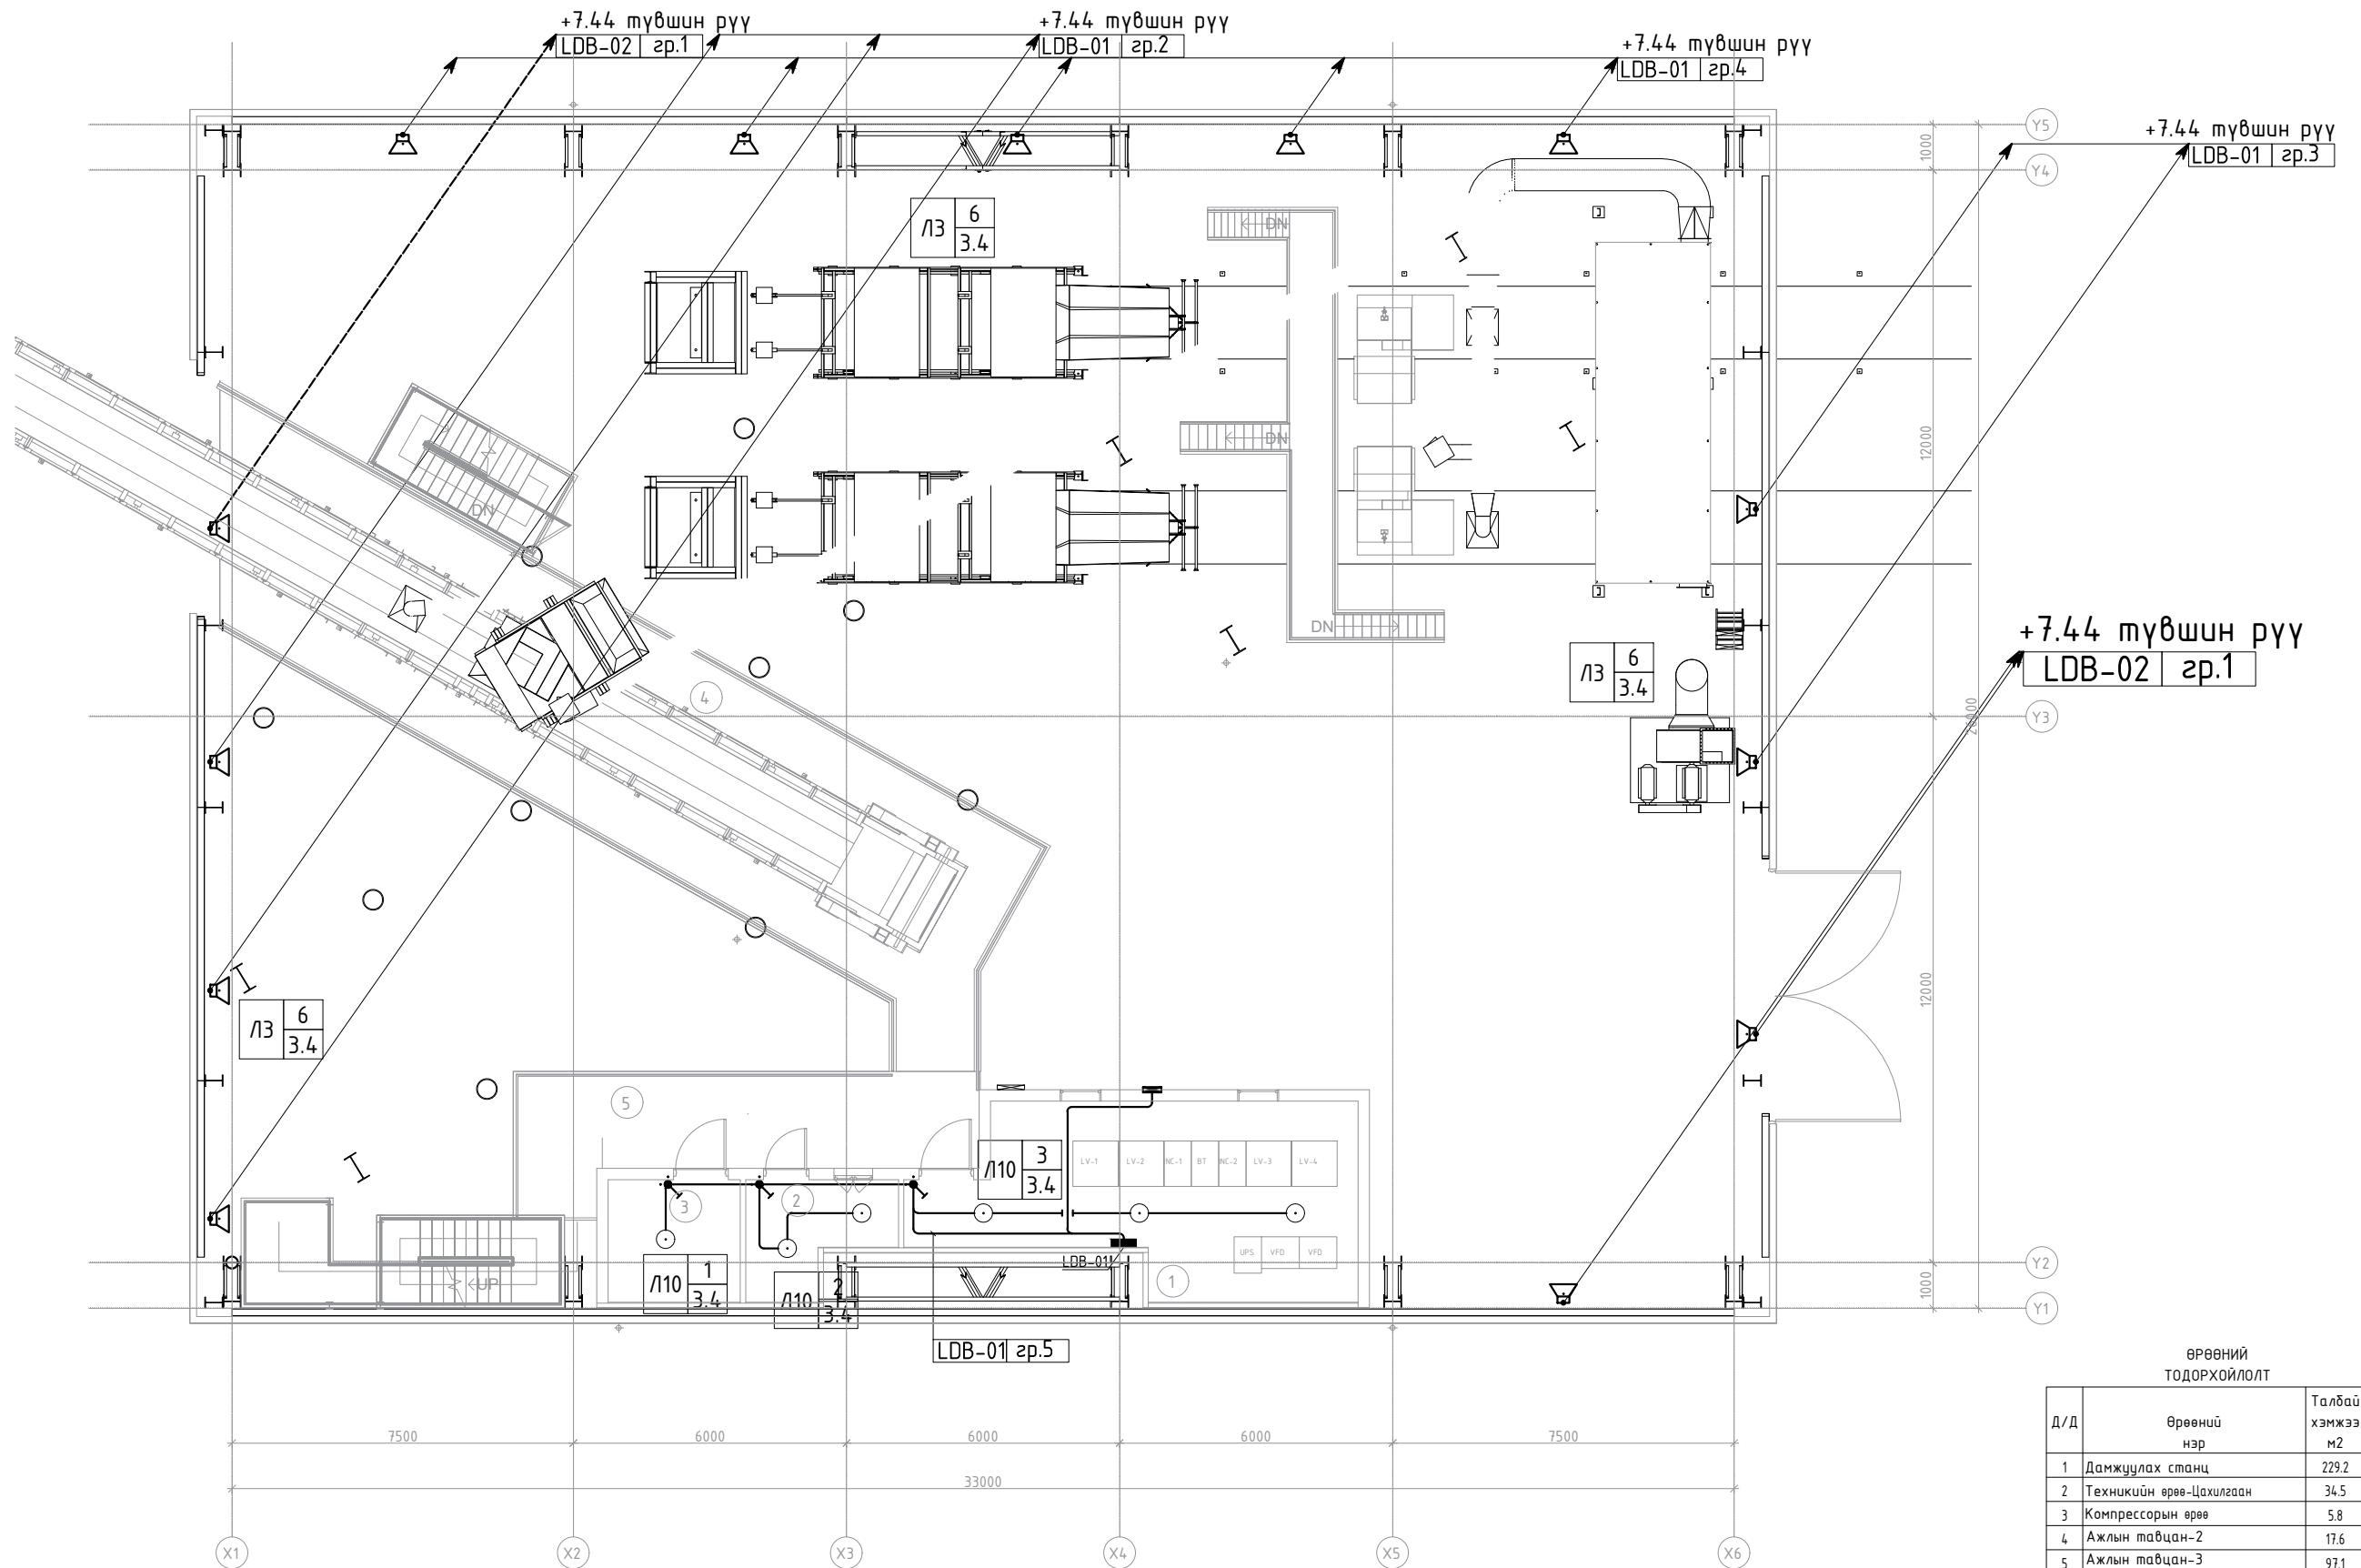 +7.44 түвшин рүү
LDB-02 гр.1
+7.44 түвшин рүү
LDB-01 гр.2
+7.44 түвшин рүү
LDB-01 гр.4
+7.44 түвшин рүү
LDB-01 гр.3
Y5
1000
Y4
Л3 6
3.4
DN
12000
DN
DN
DN
Л3 6
3.4
+7.44 түвшин рүү
LDB-02 гр.1
4
Y3
12000
Л3 6
3.4
5
Л10 3
3.4
LV-1 LV-2 NC-1 BT NC-2 LV-3 LV-4
3
2
UPS VFD VFD
LDB-01
1
UP
Л10 1
3.4
Л10 2
3.4
Y2
1000
Y1
LDB-01 гр.5
7500 6000 6000 6000 7500
33000
X1 X2 X3 X4 X5 X6
ӨРӨӨНИЙ
ТОДОРХОЙЛОЛТ
Д/Д Өрөөний нэр Талбай хэмжээ м2
1 Дамжуулах станц 229.2
2 Техникийн өрөө-Цахилгаан 34.5
3 Компрессорын өрөө 5.8
4 Ажлын тавцан-2 17.6
5 Ажлын тавцан-3 97.1